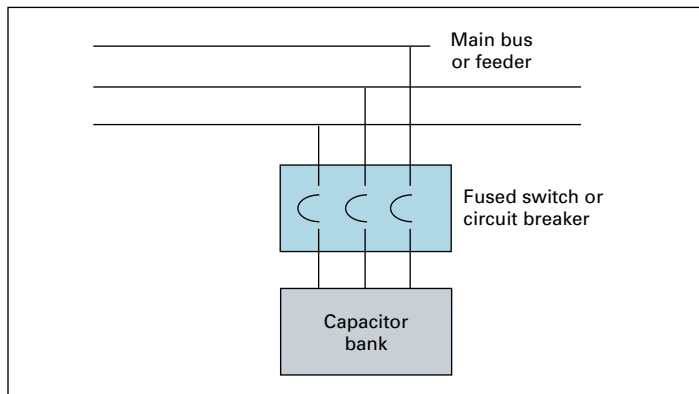 Main bus
or feeder
Fused switch or
circuit breaker
Capacitor
bank